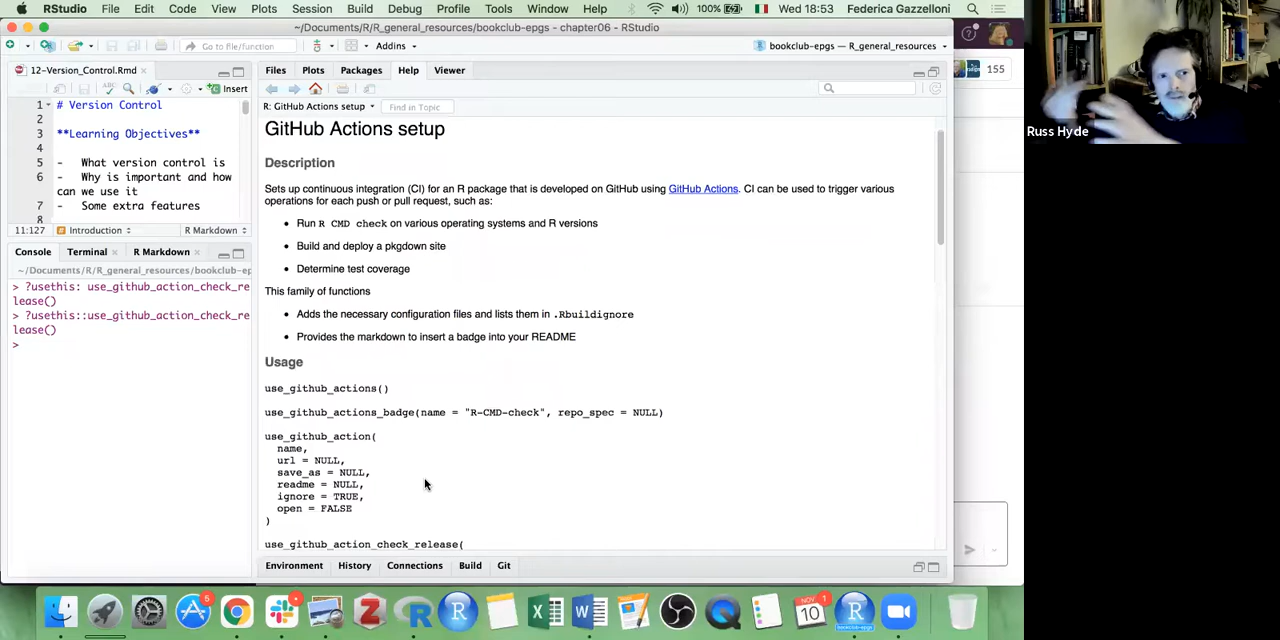 RStudio File Edit Code View Plots Session Build Debug Profile Tools Window Help 100% Wed 18:53 Federica Gazzelloni
~/Documents/R/R_general_resources/bookclub-epgs - chapter06 - RStudio
Go to file/function Addins bookclub-epgs — R_general_resources
155
12-Version_Control.Rmd
Insert
1 # Version Control
2
3 **Learning Objectives**
4
5 - What version control is
6 - Why is important and how
can we use it
7 - Some extra features
8
11:127 Introduction R Markdown
Console Terminal R Markdown
~/Documents/R/R_general_resources/bookclub-ep
> ?usethis: use_github_action_check_re
lease()
> ?usethis::use_github_action_check_re
lease()
>
Files Plots Packages Help Viewer
R: GitHub Actions setup Find in Topic
GitHub Actions setup
Description
Sets up continuous integration (CI) for an R package that is developed on GitHub using GitHub Actions. CI can be used to trigger various
operations for each push or pull request, such as:
• Run R CMD check on various operating systems and R versions
• Build and deploy a pkgdown site
• Determine test coverage
This family of functions
• Adds the necessary configuration files and lists them in .Rbuildignore
• Provides the markdown to insert a badge into your README
Usage
use_github_actions()
use_github_actions_badge(name = "R-CMD-check", repo_spec = NULL)
use_github_action(
name,
url = NULL,
save_as = NULL,
readme = NULL,
ignore = TRUE,
open = FALSE
)
use_github_action_check_release(
Environment History Connections Build Git
Russ Hyde
5
NOV
10
1